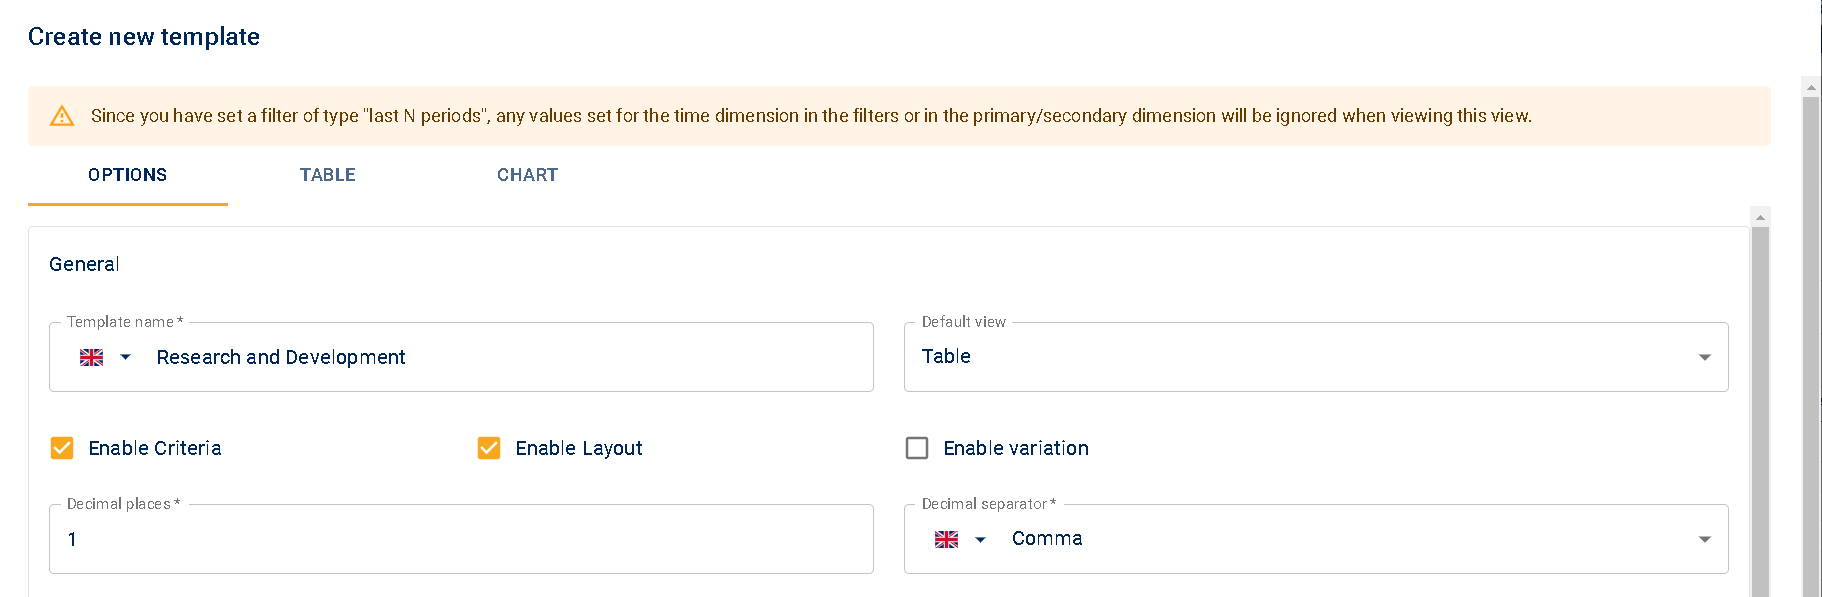 Create new template
Since you have set a filter of type "last N periods", any values set for the time dimension in the filters or in the primary/secondary dimension will be ignored when viewing this view.
OPTIONS TABLE CHART
General
Template name * Default view
Research and Development Table
Enable Criteria Enable Layout Enable variation
Decimal places * Decimal separator *
1 Comma